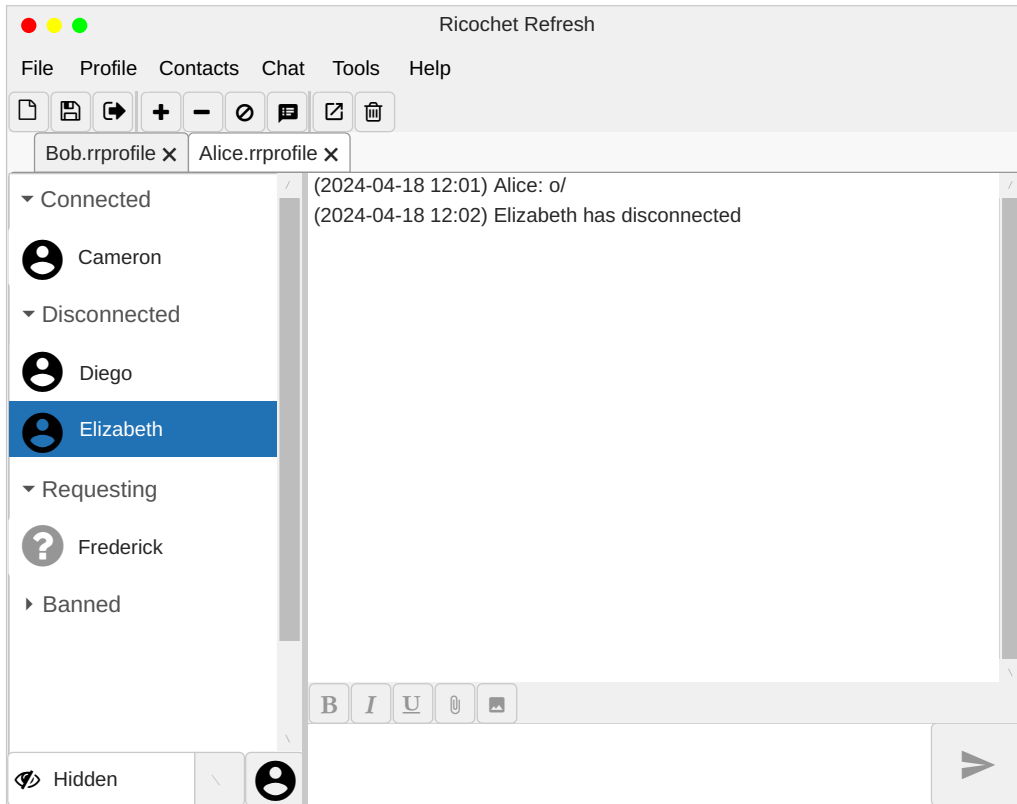 Ricochet Refresh
File Profile Contacts Chat Tools Help
Bob.rrprofile Alice.rrprofile
Connected
Cameron
Disconnected
Diego
Elizabeth
Requesting
Frederick
Banned
Hidden
(2024-04-18 12:01) Alice: o/
(2024-04-18 12:02) Elizabeth has disconnected
B I U